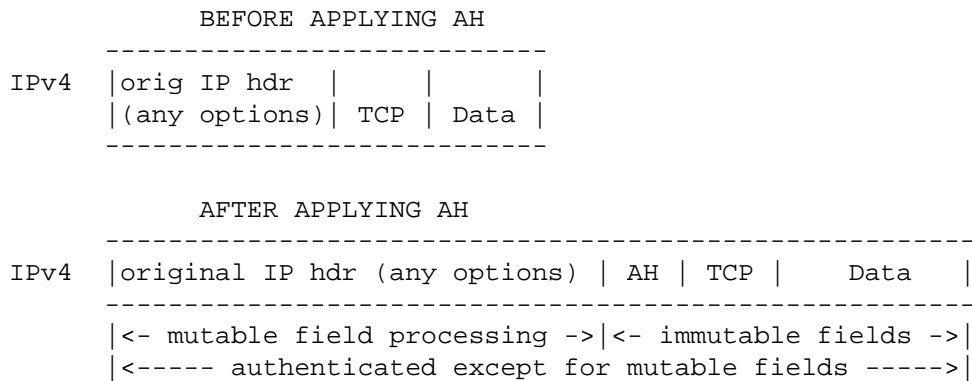 BEFORE APPLYING AH
----------------------------
IPv4 |orig IP hdr | | |
|(any options)| TCP | Data |
----------------------------
AFTER APPLYING AH
-------------------------------------------------------
IPv4 |original IP hdr (any options) | AH | TCP | Data |
-------------------------------------------------------
|<- mutable field processing ->|<- immutable fields ->|
|<----- authenticated except for mutable fields ----->|